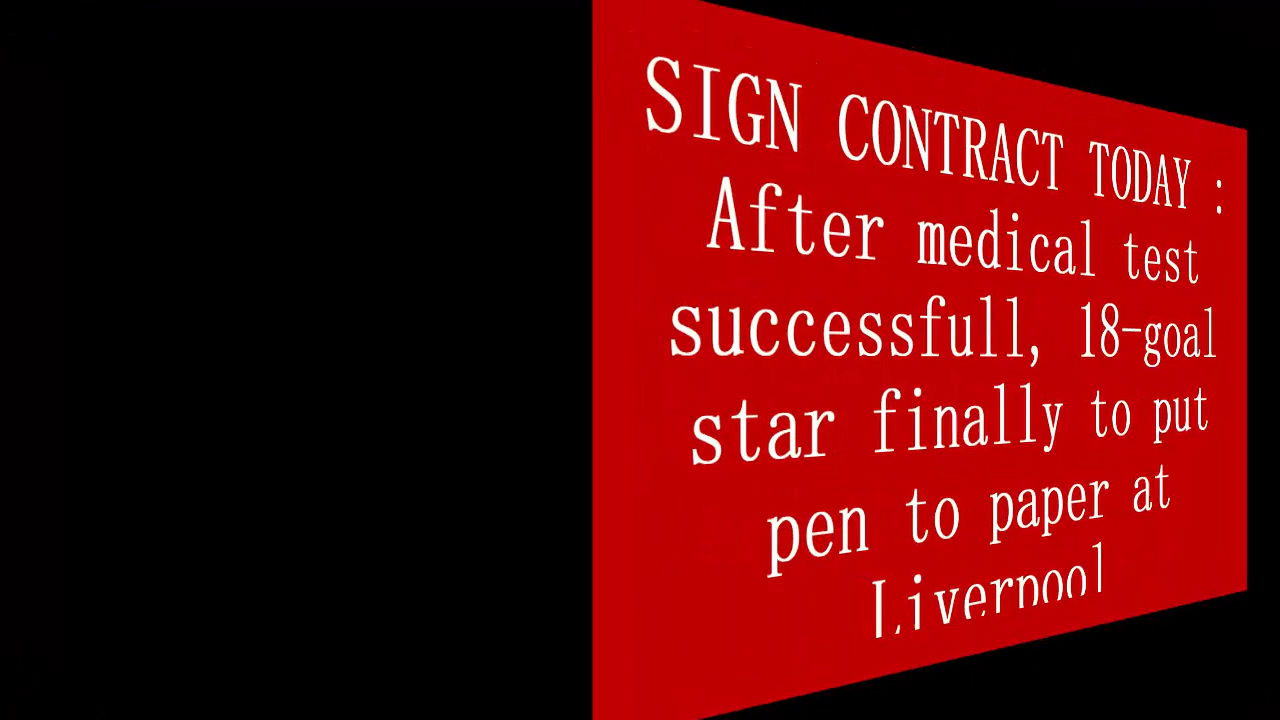 SIGN CONTRACT TODAY :
After medical test
successfull, 18-goal
star finally to put
pen to paper at
Liverpool